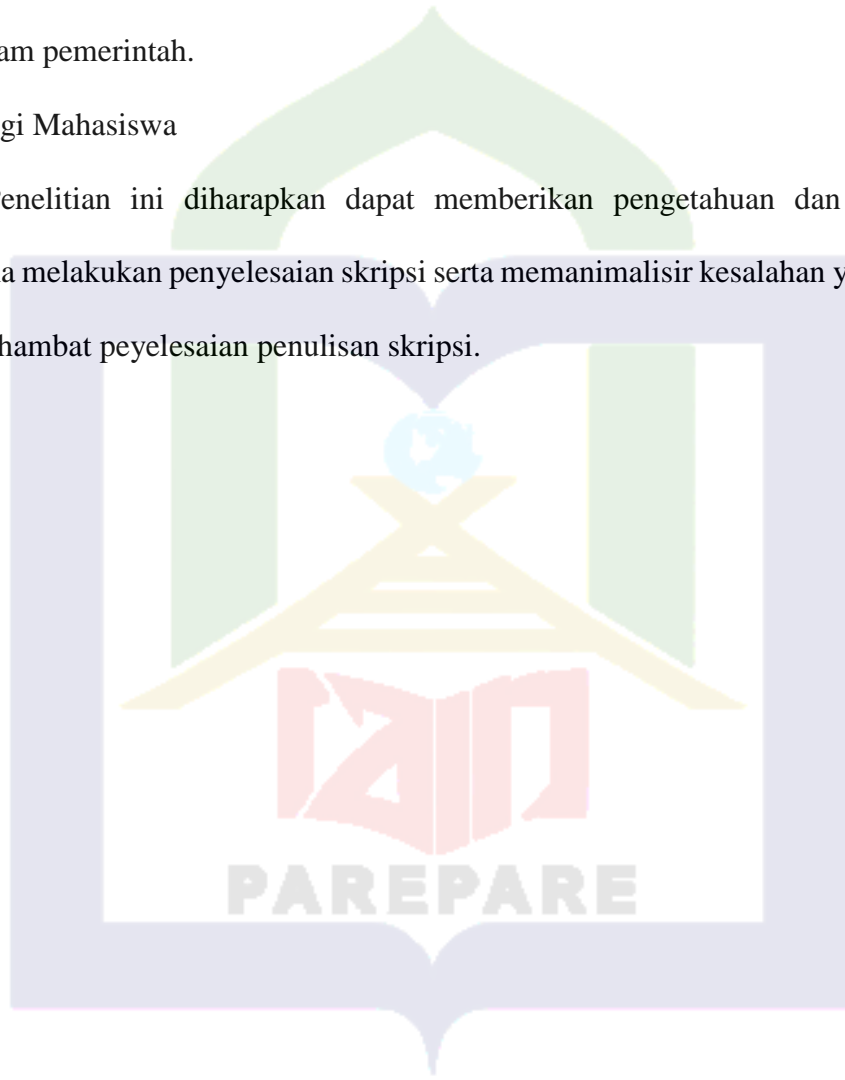 am pemerintah.
gi Mahasiswa
enelitian ini diharapkan dapat memberikan pengetahuan dan
a melakukan penyelesaian skripsi serta memanimalisir kesalahan y
hambat peyelesaian penulisan skripsi.
iain
PAREPARE